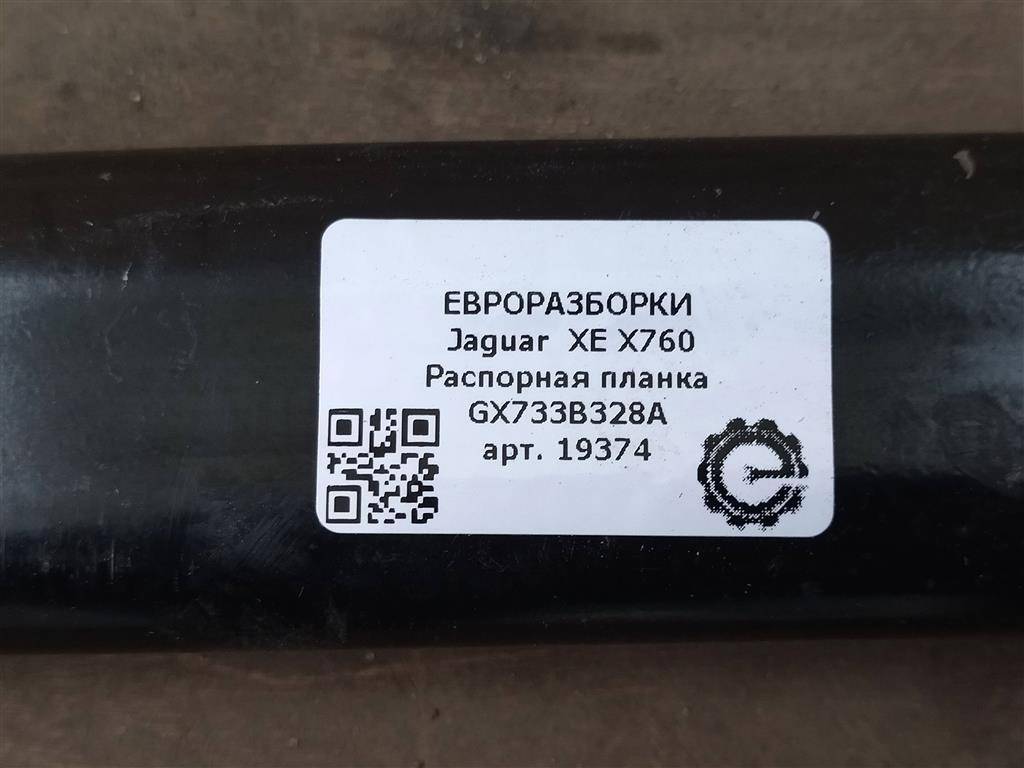 ЕВРОРАЗБОРКИ
Jaguar XE X760
Распорная планка
GX733B328A
арт. 19374